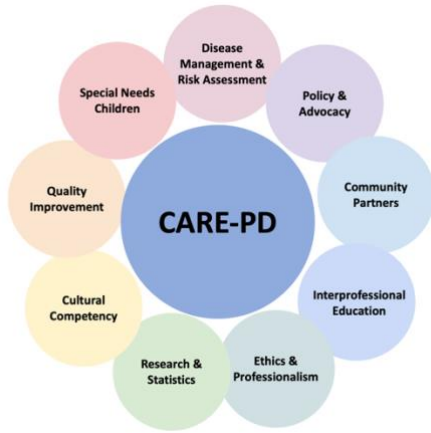 Disease
Management &
Risk Assessment
Policy &
Advocacy
Community
Partners
Interprofessional
Education
Ethics &
Professionalism
Research &
Statistics
Cultural
Competency
Quality
Improvement
Special Needs
Children
CARE-PD